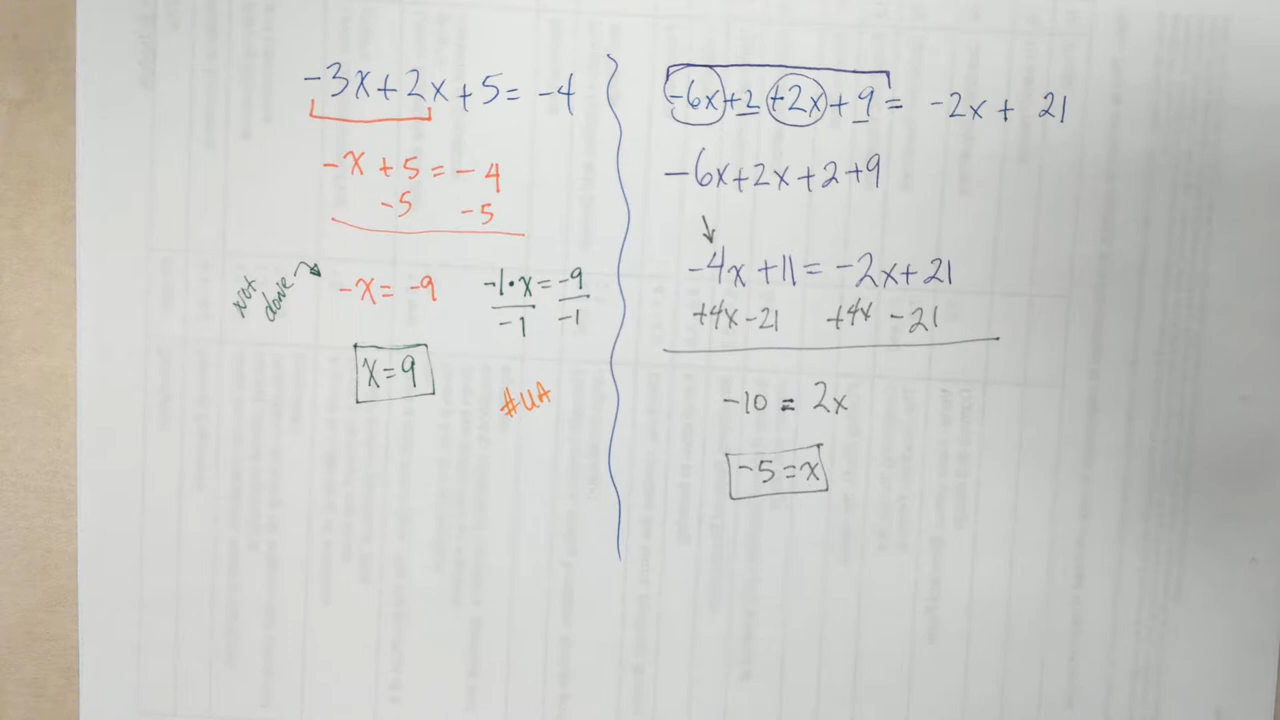 -3x+2x+5= -4
-x +5 = -4
-5 -5
Not done
-x = -9
-1·x = -9
-1 -1
x=9
#UA
-6x+2+2x+9= -2x + 21
-6x+2x+2+9
-4x +11 = -2x+21
+4x -21 +4x -21
-10 = 2x
-5 =x